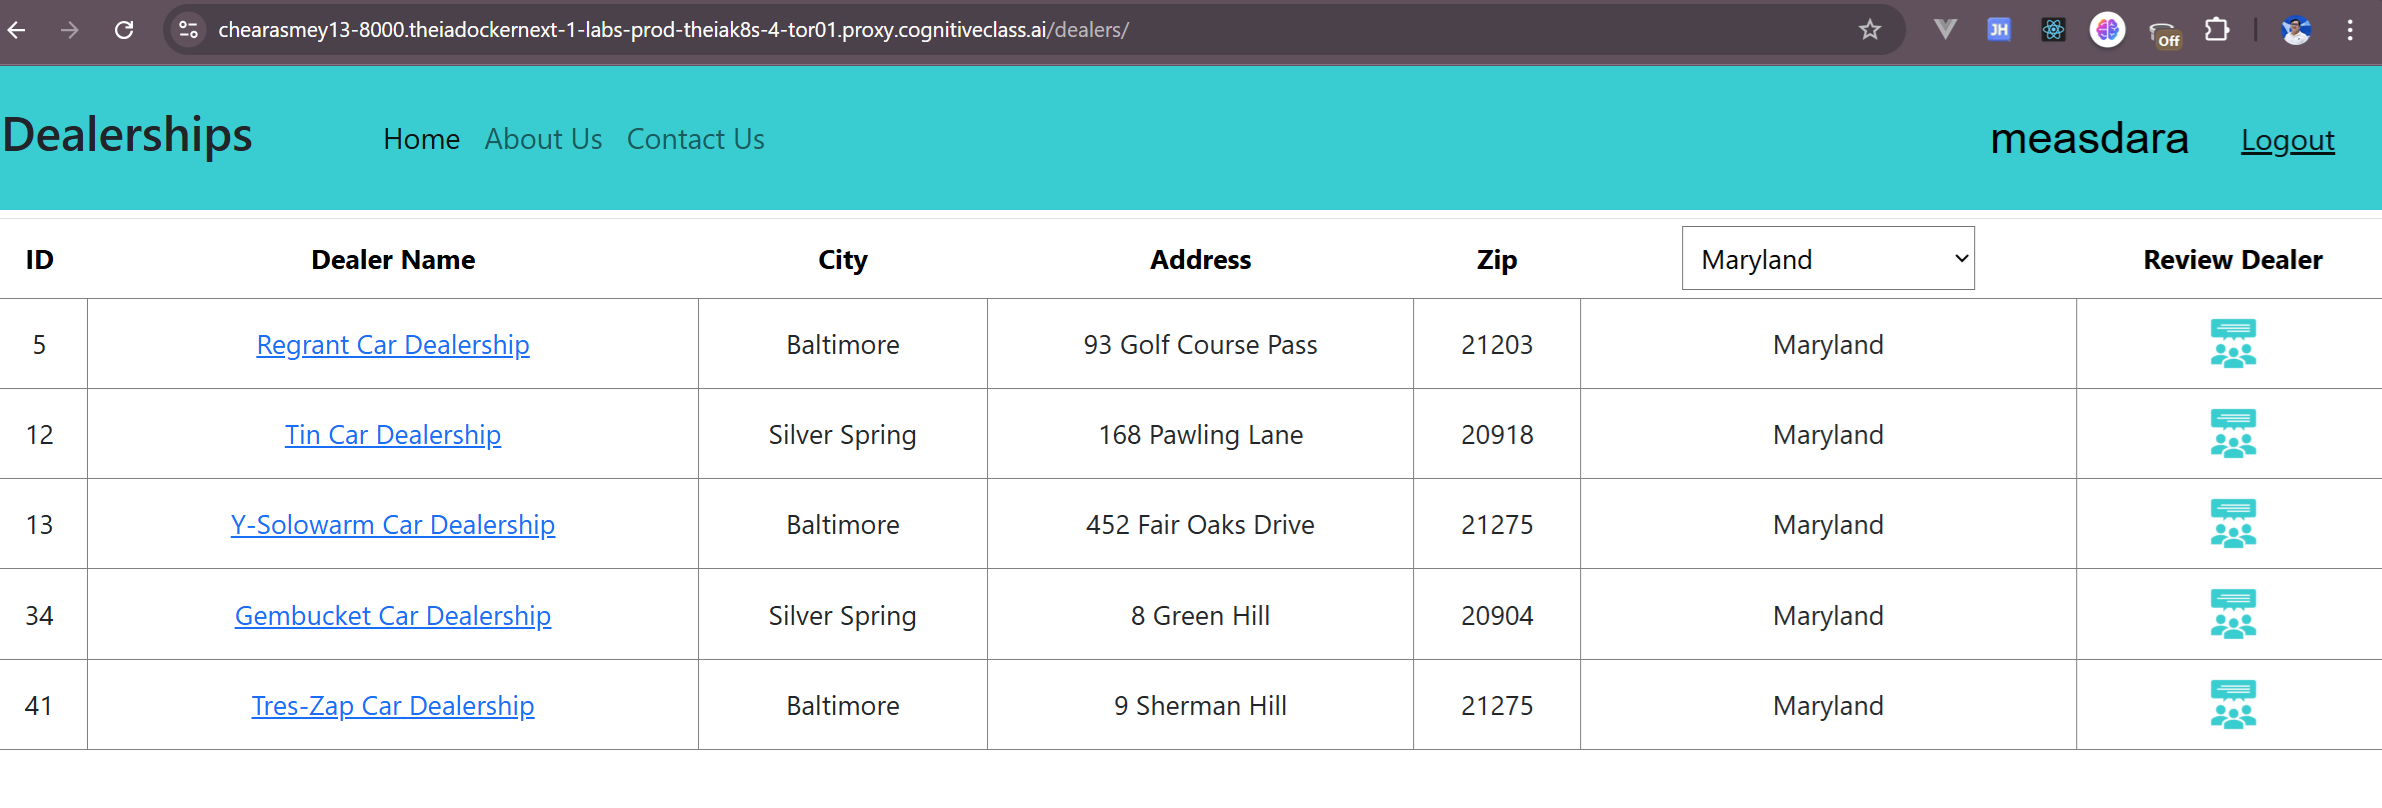 chearasmey13-8000.theiadockernext-1-labs-prod-theiak8s-4-tor01.proxy.cognitiveclass.ai/dealers/
JH
Off
Dealerships Home About Us Contact Us measdara Logout
ID Dealer Name City Address Zip Maryland Review Dealer
5 Regrant Car Dealership Baltimore 93 Golf Course Pass 21203 Maryland
12 Tin Car Dealership Silver Spring 168 Pawling Lane 20918 Maryland
13 Y-Solowarm Car Dealership Baltimore 452 Fair Oaks Drive 21275 Maryland
34 Gembucket Car Dealership Silver Spring 8 Green Hill 20904 Maryland
41 Tres-Zap Car Dealership Baltimore 9 Sherman Hill 21275 Maryland